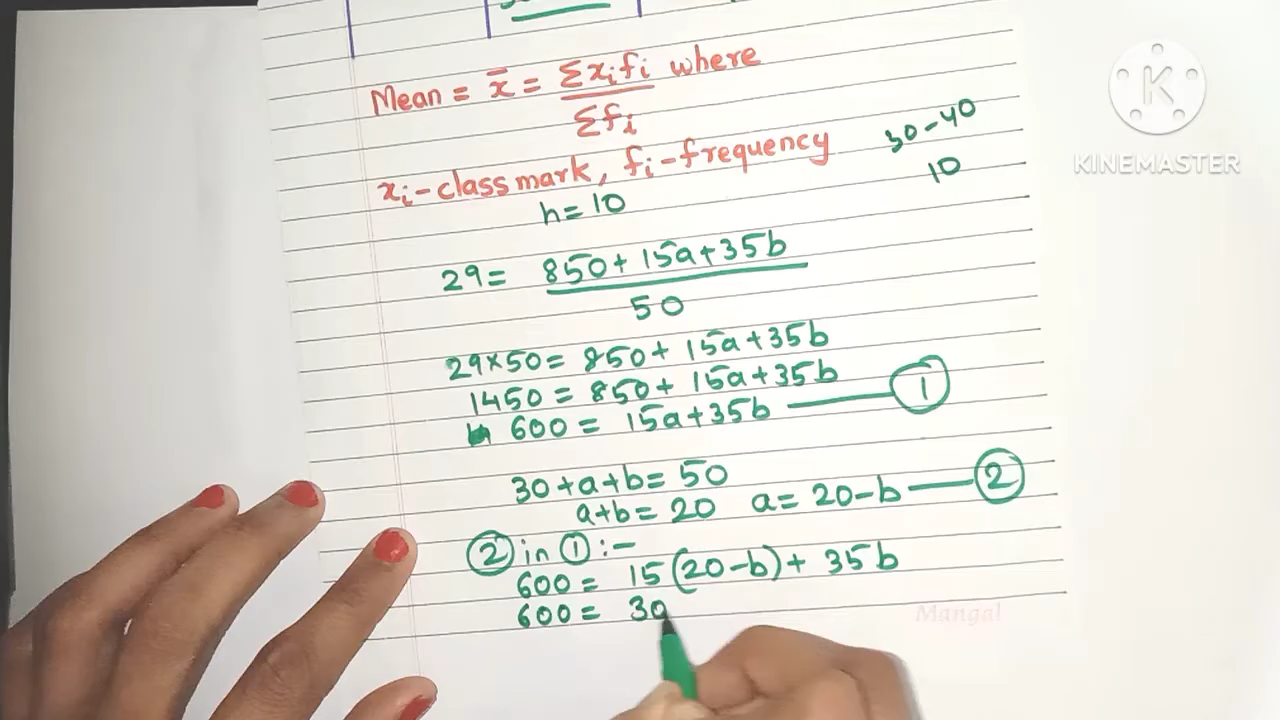 Mean = x̄ = Σxᵢfᵢ where
Σfᵢ
xᵢ-class mark, fᵢ-frequency
30-40
10
h=10
29= 850+ 15a+35b
50
29×50= 850+ 15a+35b
1450 = 850+ 15a+35b
600 = 15a+35b — ①
30+a+b= 50
a+b= 20 a= 20-b — ②
② in ① :-
600= 15(20-b)+ 35b
600= 30
K
KINEMASTER
Mangal